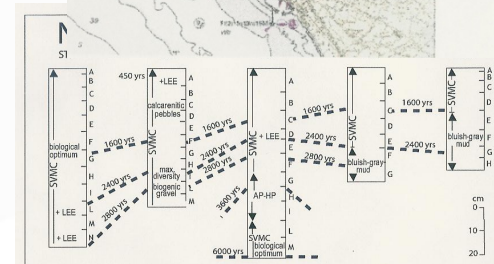 39
N
ST
A
B
C
D
E
F
G
H
I
L
M
N
biological
optimum
SVMC
+ LEE
+ LEE
1600 yrs
2400 yrs
2800 yrs
450 yrs
+LEE
SVMC
calcarenitic
pebbles
max.
diversity
biogenic
gravel
A
B
C
D
E
F
G
H
I
L
M
1600 yrs
2400 yrs
2800 yrs
3600 yrs
6000 yrs
SVMC
+ LEE
AP-HP
SVMC
biological
optimum
A
B
C
D
E
F
G
H
I
L
M
1600 yrs
2400 yrs
2800 yrs
SVMC
bluish-gray
mud
A
B
C
D
E
F
G
1600 yrs
2400 yrs
SVMC
bluish-gray
mud
A
B
C
D
E
F
G
H
cm
0
10
20